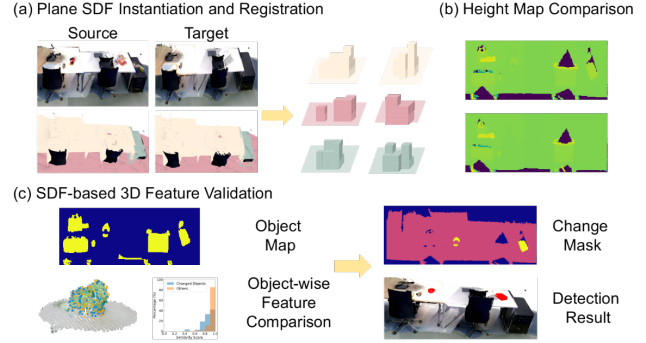 (a) Plane SDF Instantiation and Registration
(b) Height Map Comparison
Source
Target
(c) SDF-based 3D Feature Validation
Object
Map
Object-wise
Feature
Comparison
Changed Objects
Others
Percentage (%)
Similarity Score
Change
Mask
Detection
Result